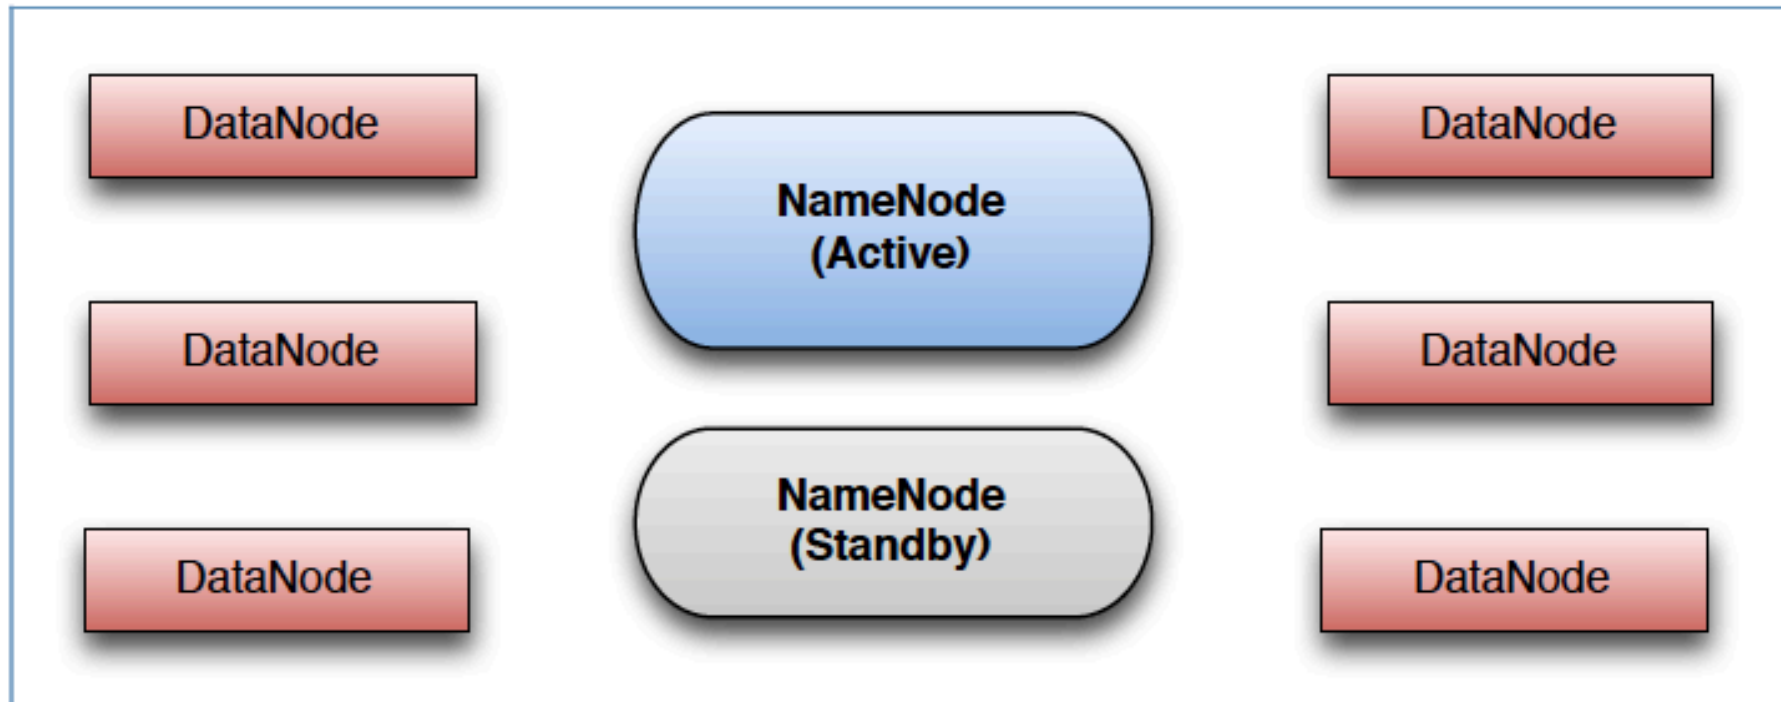 DataNode
DataNode
NameNode
(Active)
DataNode
DataNode
NameNode
(Standby)
DataNode
DataNode